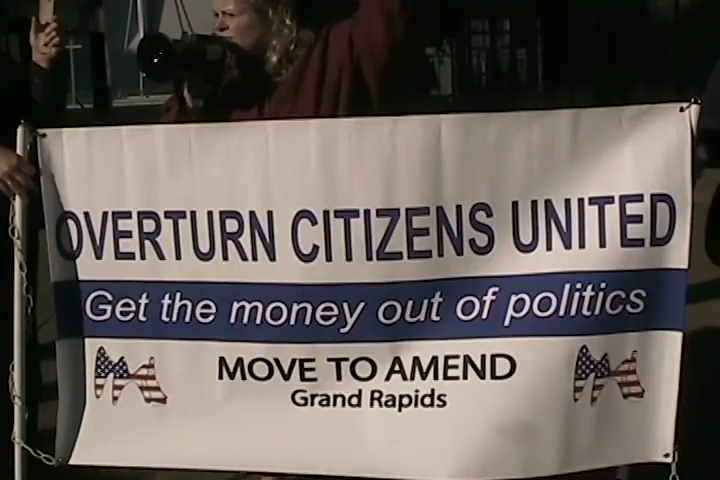 OVERTURN CITIZENS UNITED
Get the money out of politics
MOVE TO AMEND
Grand Rapids